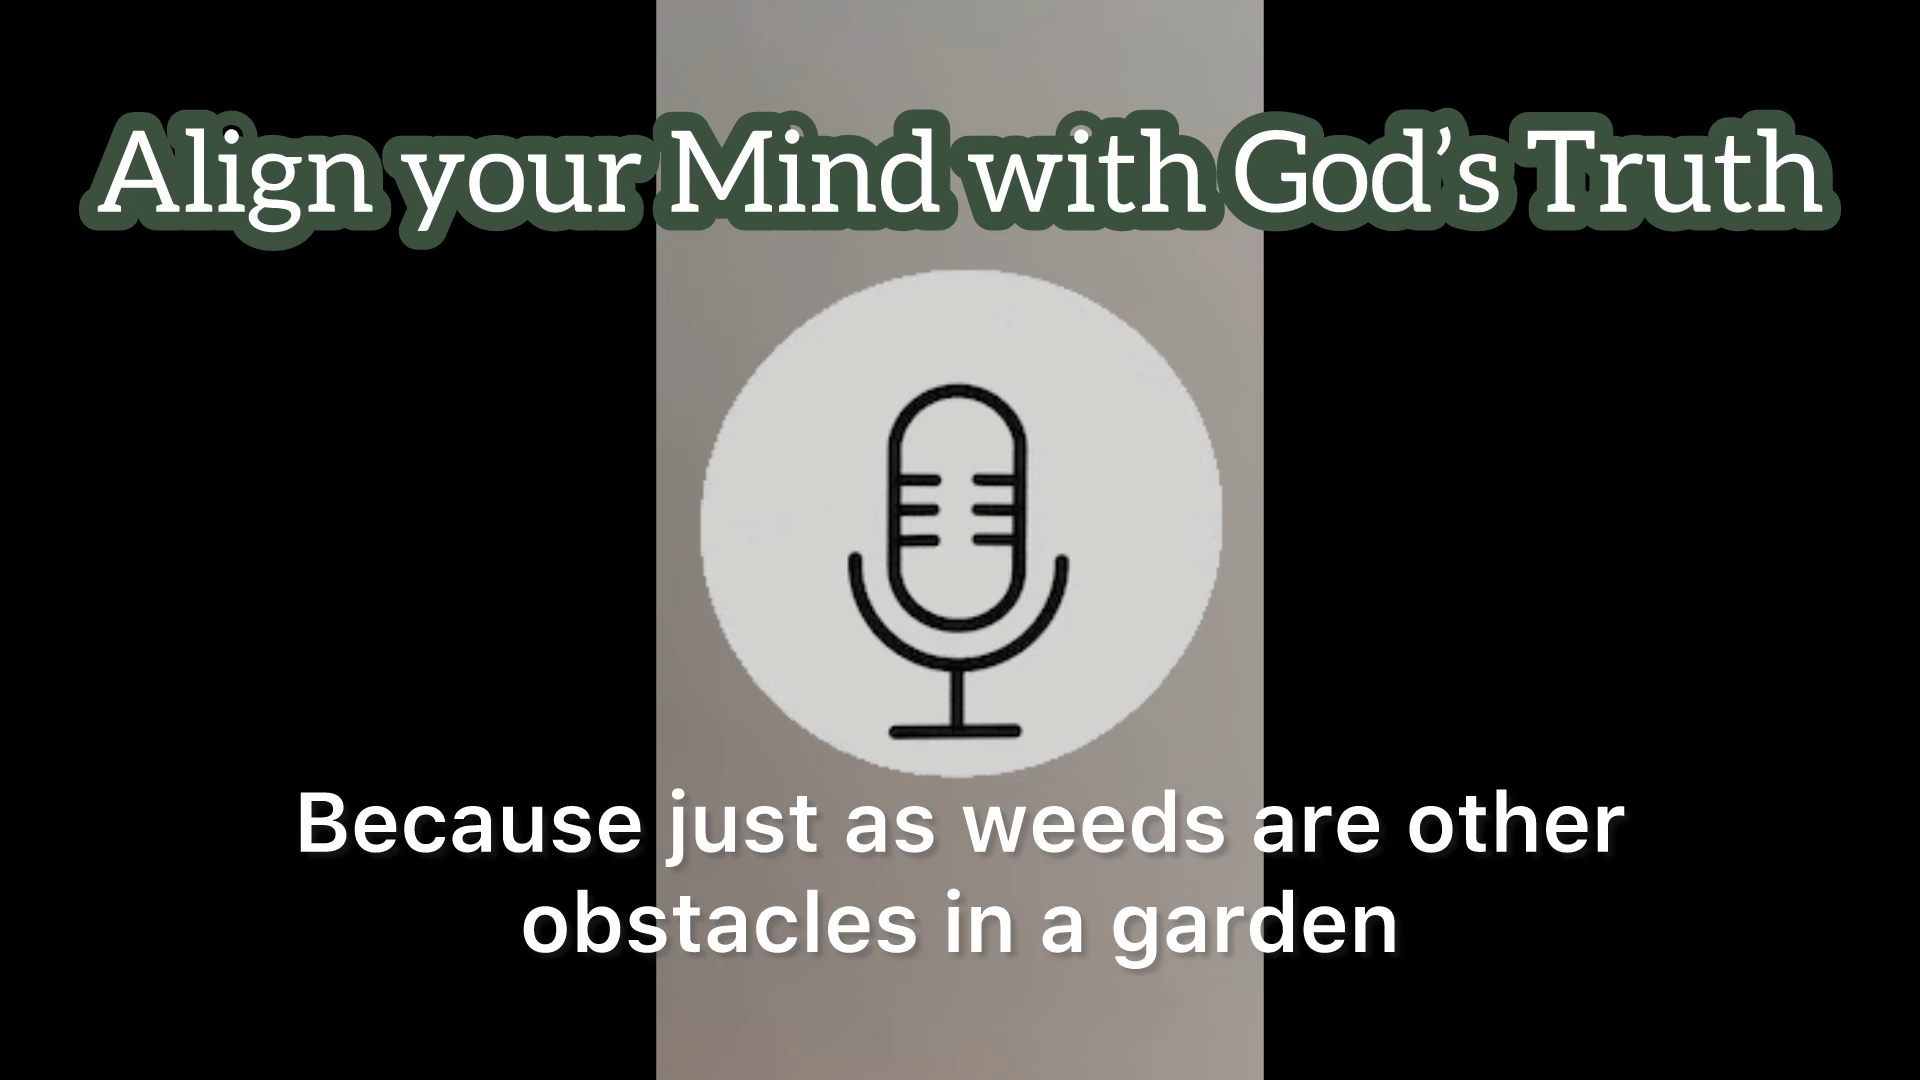 Align your Mind with God’s Truth
Because just as weeds are other
obstacles in a garden